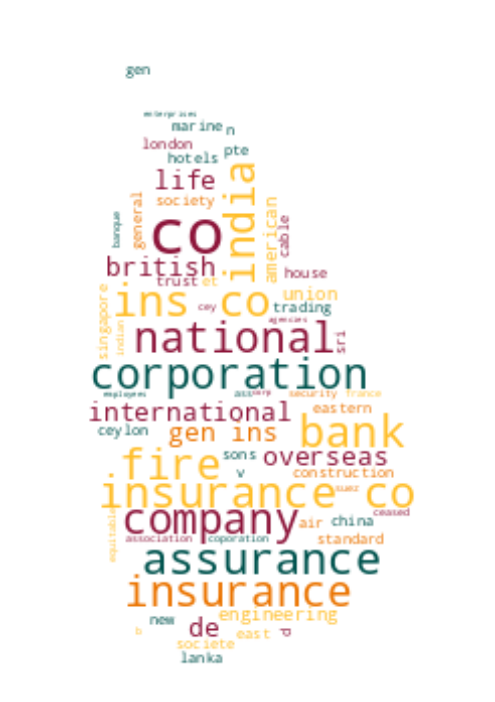 gen
enterprises
marine n
london
hotels pte
life
society
general banque
co india american cable
british house
trust et
ins co union
singapore cey trading
agencies
indian national sri
corporation
employees ass corp security france
international eastern
ceylon gen ins bank
fire sons overseas
v construction
insurance co suez
company air china ceased
equitable association coporation standard
assurance
insurance
new de engineering
b east d
societe
lanka